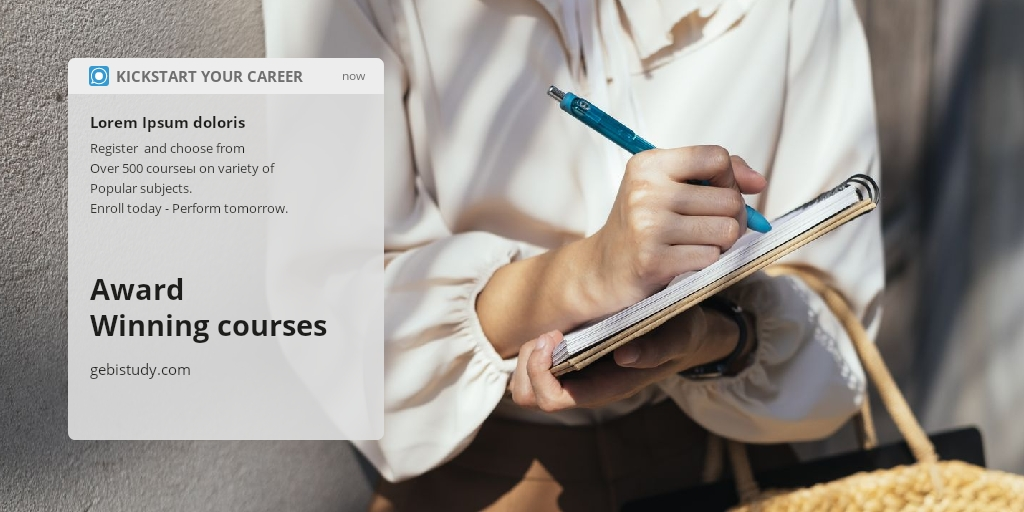 KICKSTART YOUR CAREER now
Lorem Ipsum doloris
Register and choose from
Over 500 courseы on variety of
Popular subjects.
Enroll today - Perform tomorrow.
Award
Winning courses
gebistudy.com